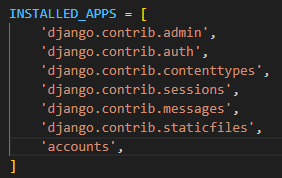 INSTALLED_APPS = [
    'django.contrib.admin',
    'django.contrib.auth',
    'django.contrib.contenttypes',
    'django.contrib.sessions',
    'django.contrib.messages',
    'django.contrib.staticfiles',
    'accounts',
]